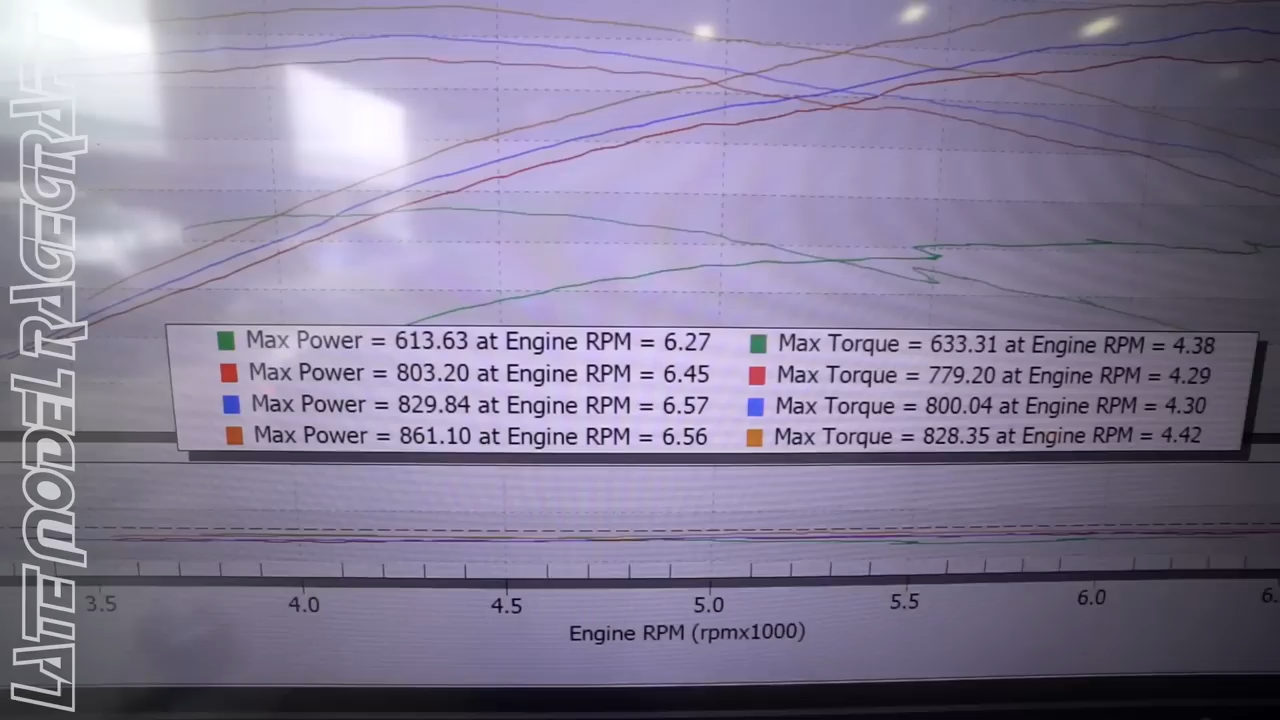 LATE MODEL RACECRAFT
Max Power = 613.63 at Engine RPM = 6.27 Max Torque = 633.31 at Engine RPM = 4.38
Max Power = 803.20 at Engine RPM = 6.45 Max Torque = 779.20 at Engine RPM = 4.29
Max Power = 829.84 at Engine RPM = 6.57 Max Torque = 800.04 at Engine RPM = 4.30
Max Power = 861.10 at Engine RPM = 6.56 Max Torque = 828.35 at Engine RPM = 4.42
3.5 4.0 4.5 5.0 5.5 6.0 6.
Engine RPM (rpmx1000)